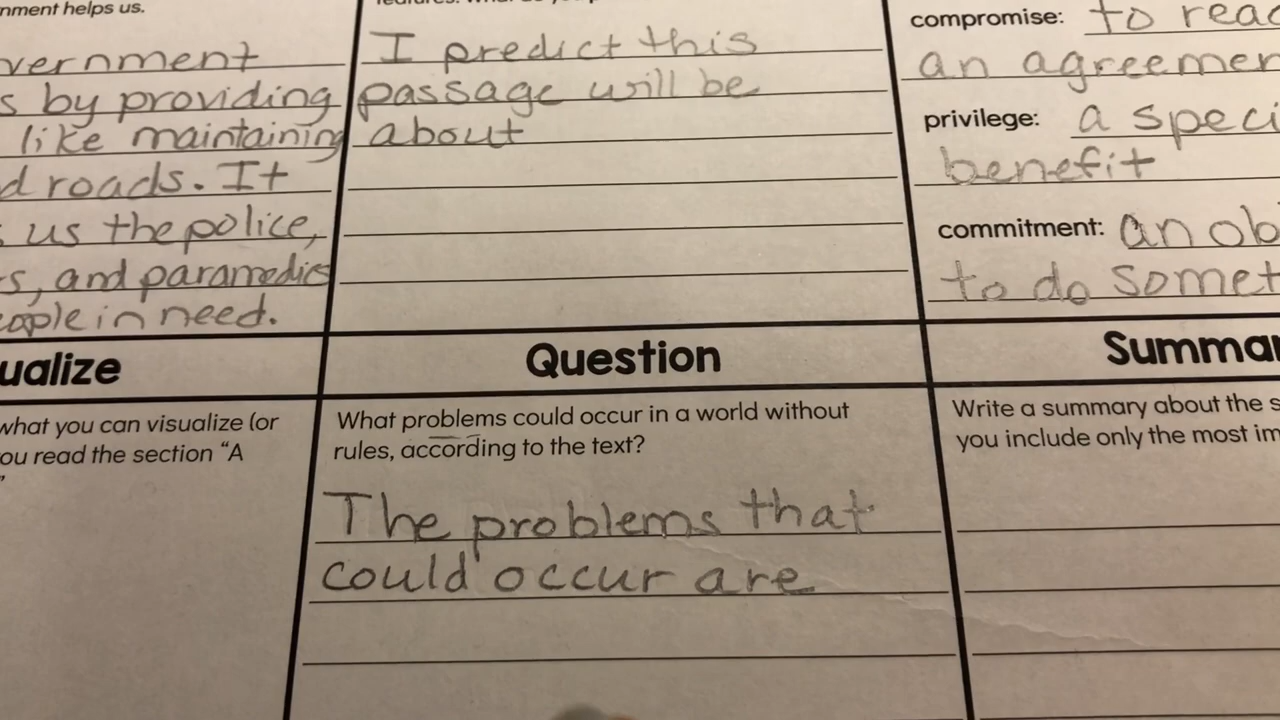 nment helps us.
vernment
s by providing
like maintaining
d roads. It
us the police,
s, and paramedics
eople in need.
I predict this
passage will be
about
compromise: to reac
an agreemen
privilege: a speci
benefit
commitment: an ob
to do somet
ualize
what you can visualize (or
ou read the section “A
”
Question
What problems could occur in a world without
rules, according to the text?
The problems that
could occur are
Summa
Write a summary about the s
you include only the most im